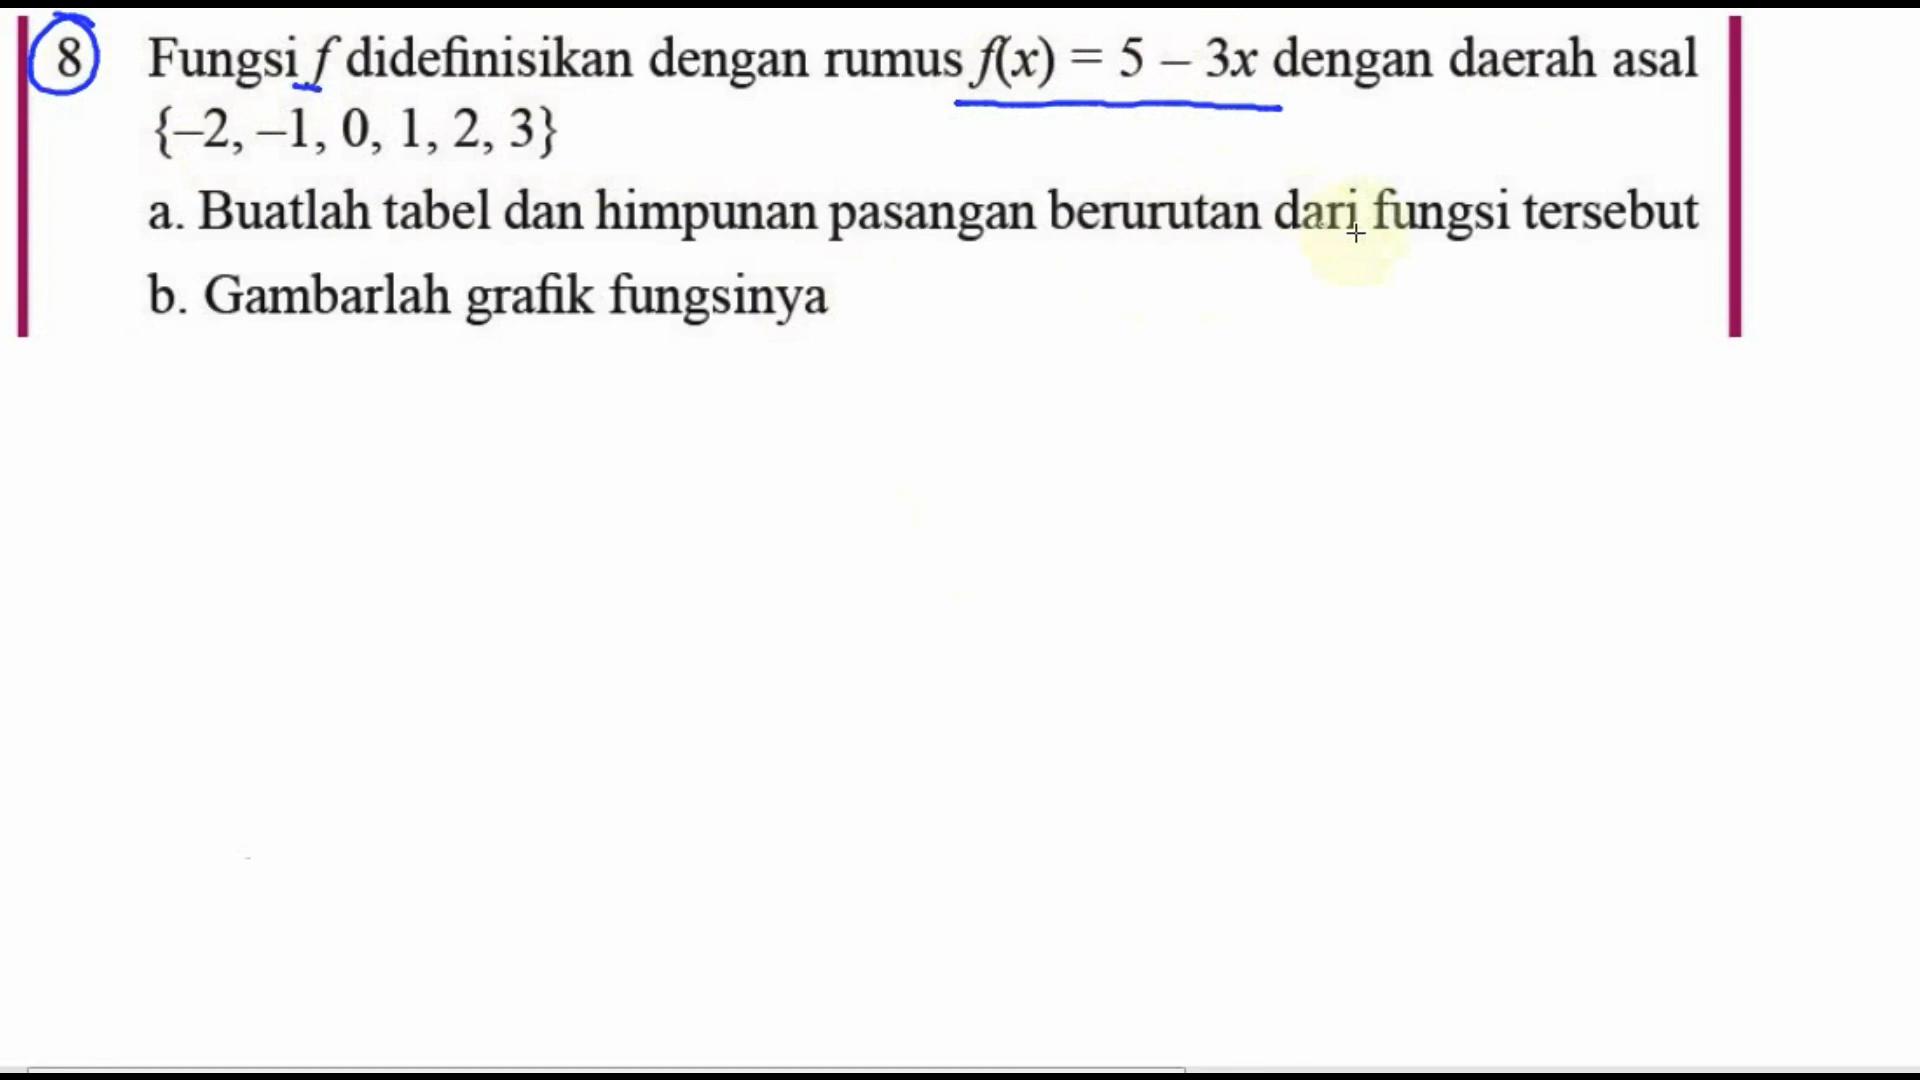 8 Fungsi f didefinisikan dengan rumus f(x) = 5 – 3x dengan daerah asal
{–2, –1, 0, 1, 2, 3}
a. Buatlah tabel dan himpunan pasangan berurutan dari fungsi tersebut
b. Gambarlah grafik fungsinya